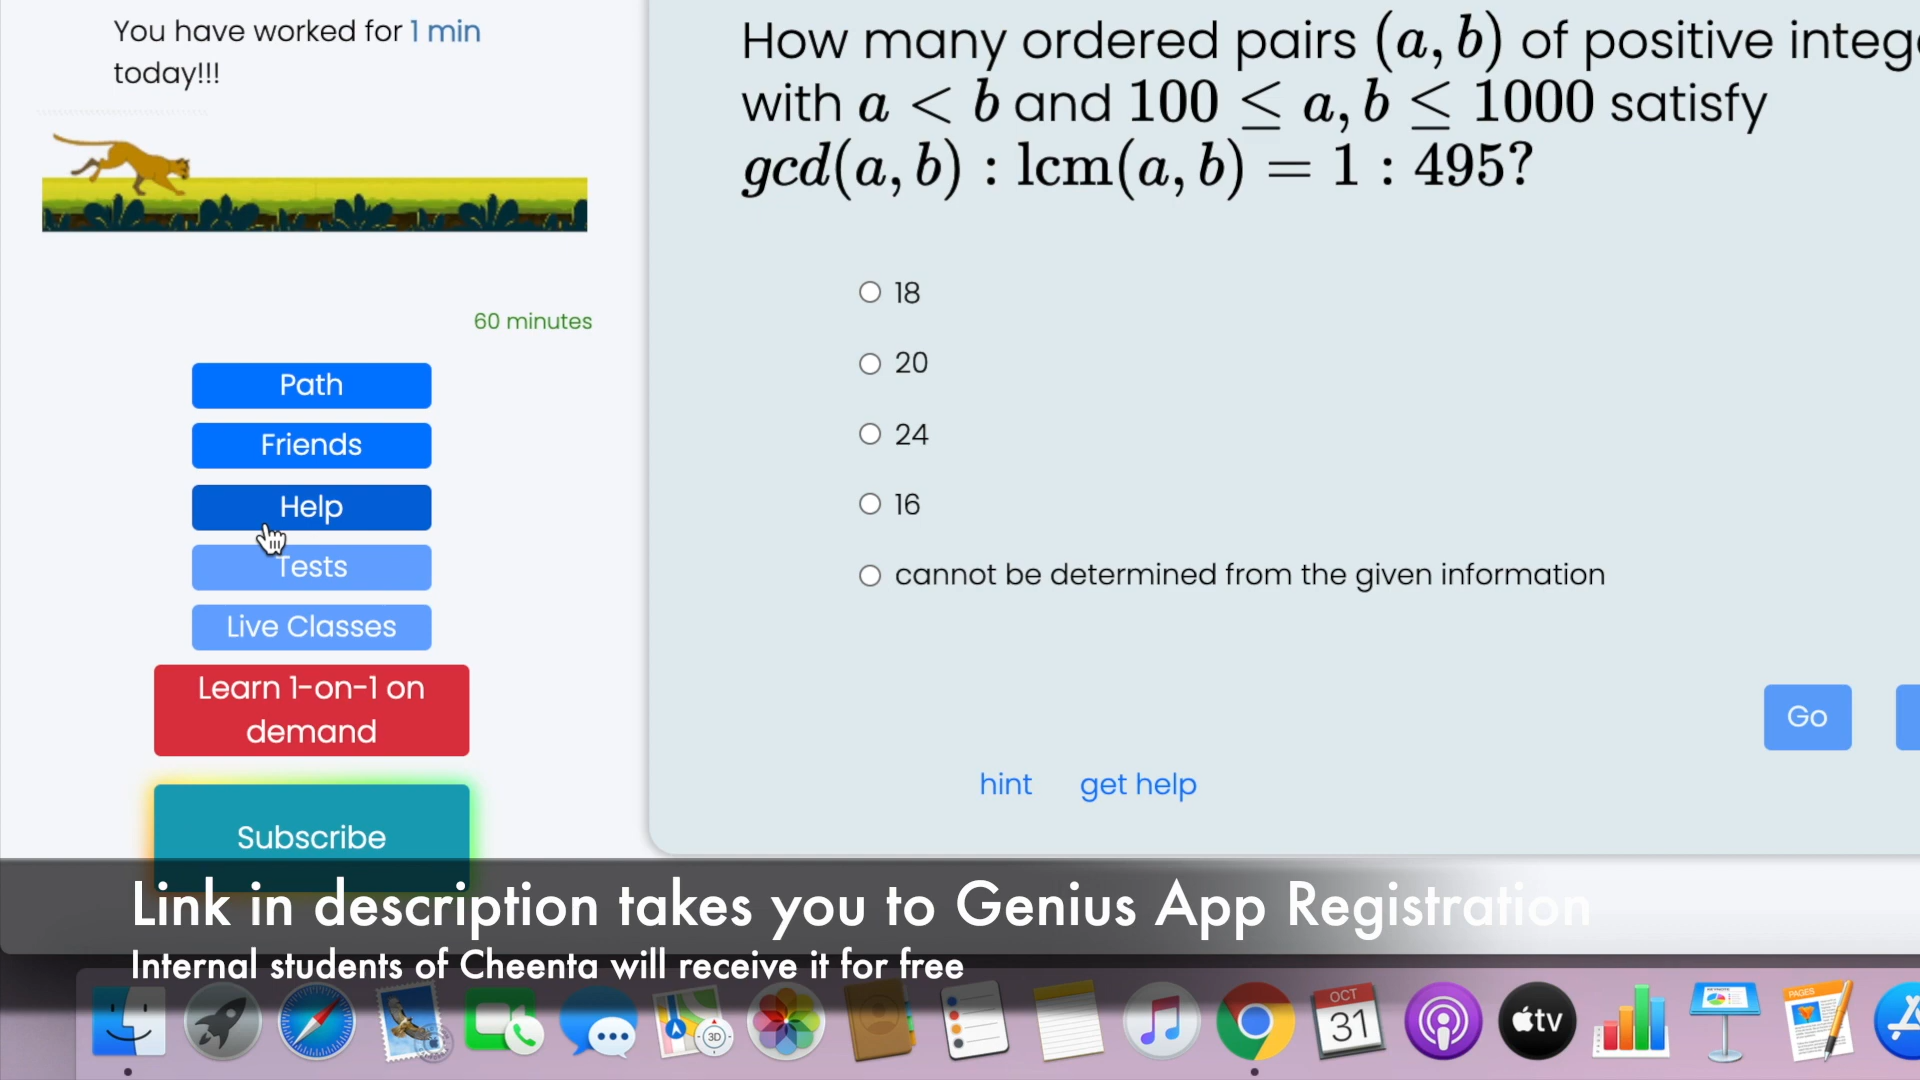 You have worked for 1 min
today!!!
60 minutes
Path
Friends
Help
Tests
Live Classes
Learn 1-on-1 on
demand
Subscribe
How many ordered pairs (a, b) of positive intege
with a < b and 100 ≤ a, b ≤ 1000 satisfy
gcd(a, b) : lcm(a, b) = 1 : 495?
18
20
24
16
cannot be determined from the given information
Go
hint get help
Link in description takes you to Genius App Registration
Internal students of Cheenta will receive it for free
3D
OCT
31
tv
PAGES